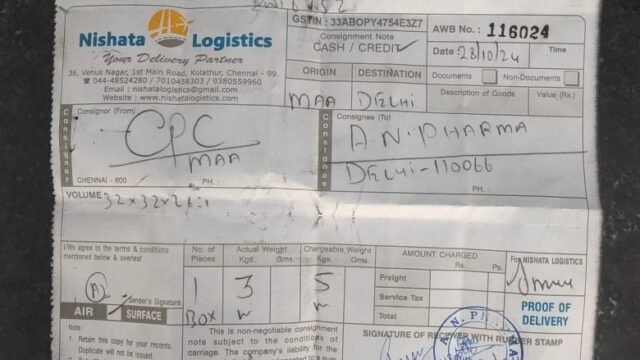 Nishata Logistics
Your Delivery Partner
36, Venus Nagar, 1st Main Road, Kolathur, Chennai - 99.
☎ 044-48524280 / 7010458303 / 9380559960
Email : nishatalogistics@gmail.com
Website : www.nishatalogistics.com
GSTIN : 33ABOPY4754E3Z7
Consignment Note
CASH / CREDIT
AWB No. : 116024
Date 28/10/24 Time
ORIGIN DESTINATION
MAA DELHI
Documents Non-Documents
Description of Goods Value (Rs.)
Consignor
Consignor (From)
CPC
MAA
CHENNAI - 800 PH. :
Consignee
Consignee (To)
A.N. PHARMA
DELHI-110066
PH. :
VOLUME 32x32x26:1
I/We agree to the terms & conditions
mentioned below & overleaf
Sender's Signature
AIR SURFACE
No. of Places Actual Weight Kgs. Gms. Chargeable Weight Kgs. Gms.
1 3 5
BOX
AMOUNT CHARGED
Rs. Ps.
Freight
Service Tax
Total
For NISHATA LOGISTICS
PROOF OF
DELIVERY
Note:
1. Retain this copy for your records.
Duplicate will not be issued.
This is non-negotiable consignment
note subject to the conditions of
carriage. The company's liability for
SIGNATURE OF RECEIVER WITH RUBBER STAMP
A.N. PH